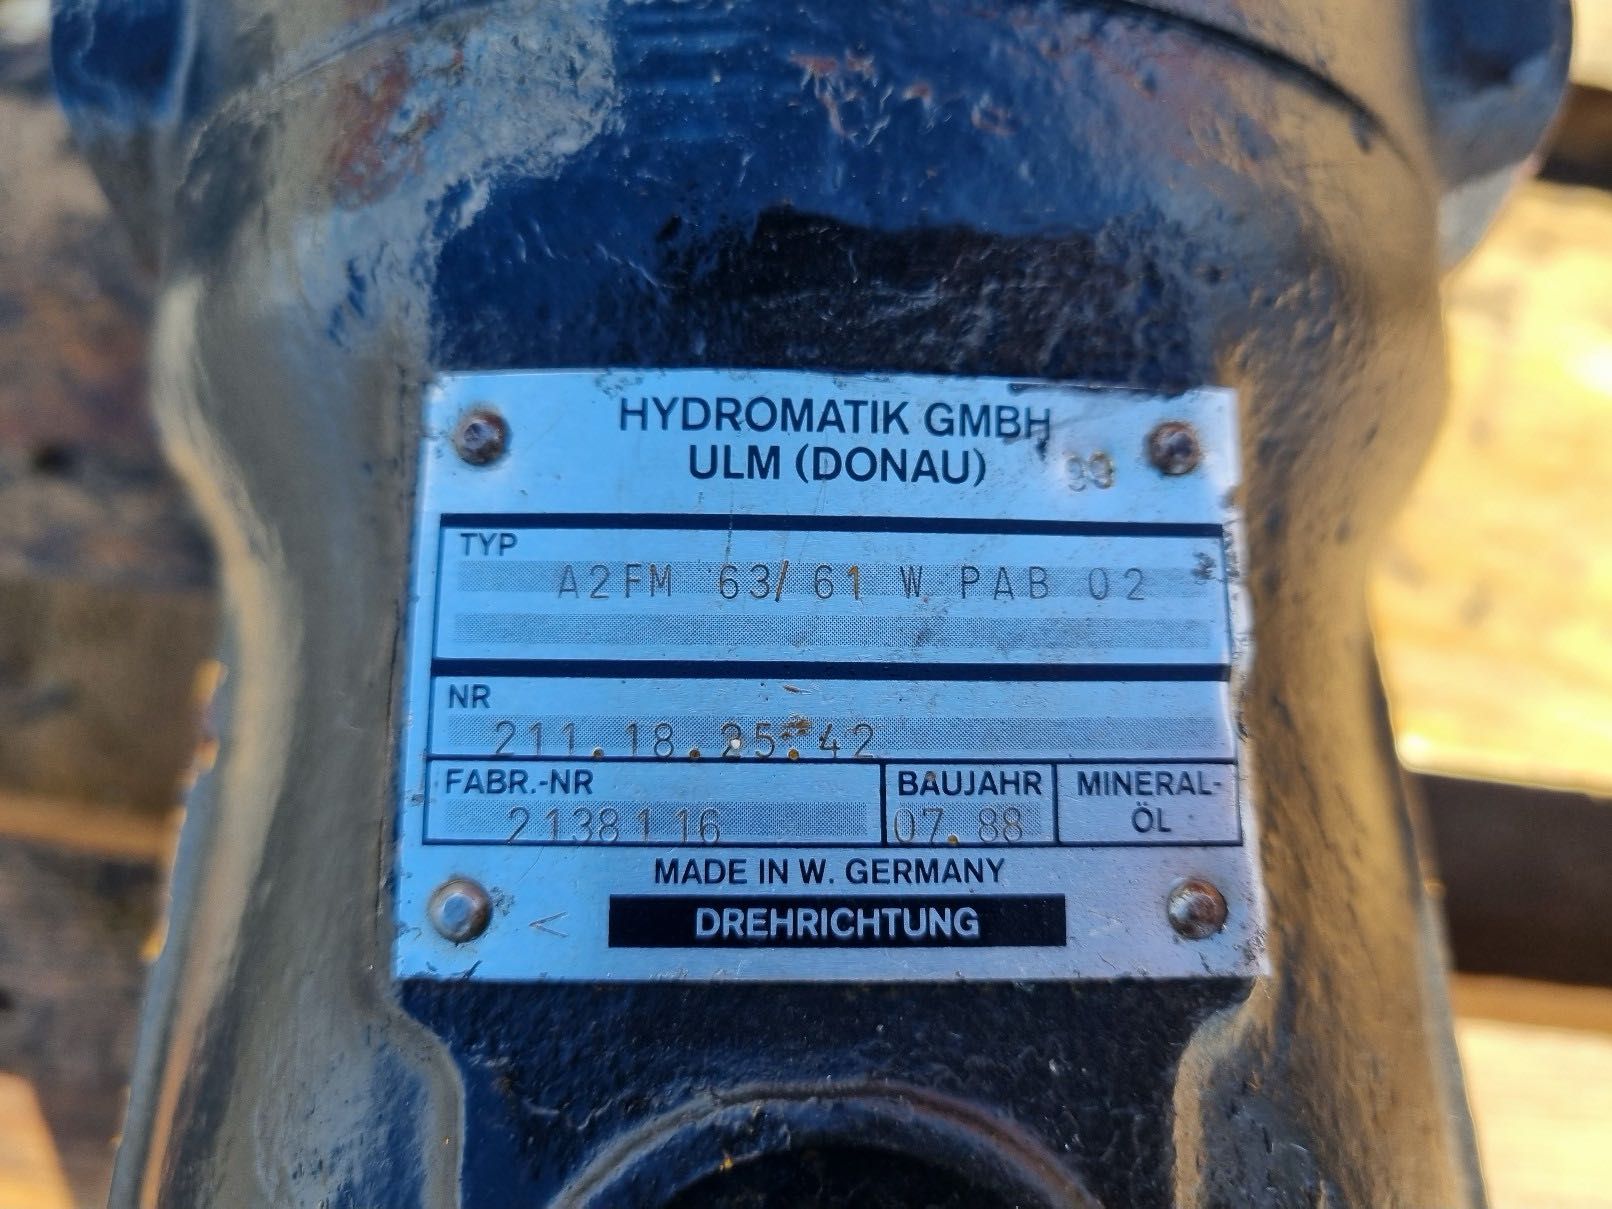 HYDROMATIK GMBH
ULM (DONAU)
99
TYP
A2FM 63/ 61 W PAB 02
NR
211.18.25.42
FABR.-NR
2138116
BAUJAHR
07.88
MINERAL-
ÖL
MADE IN W. GERMANY
< DREHRICHTUNG >